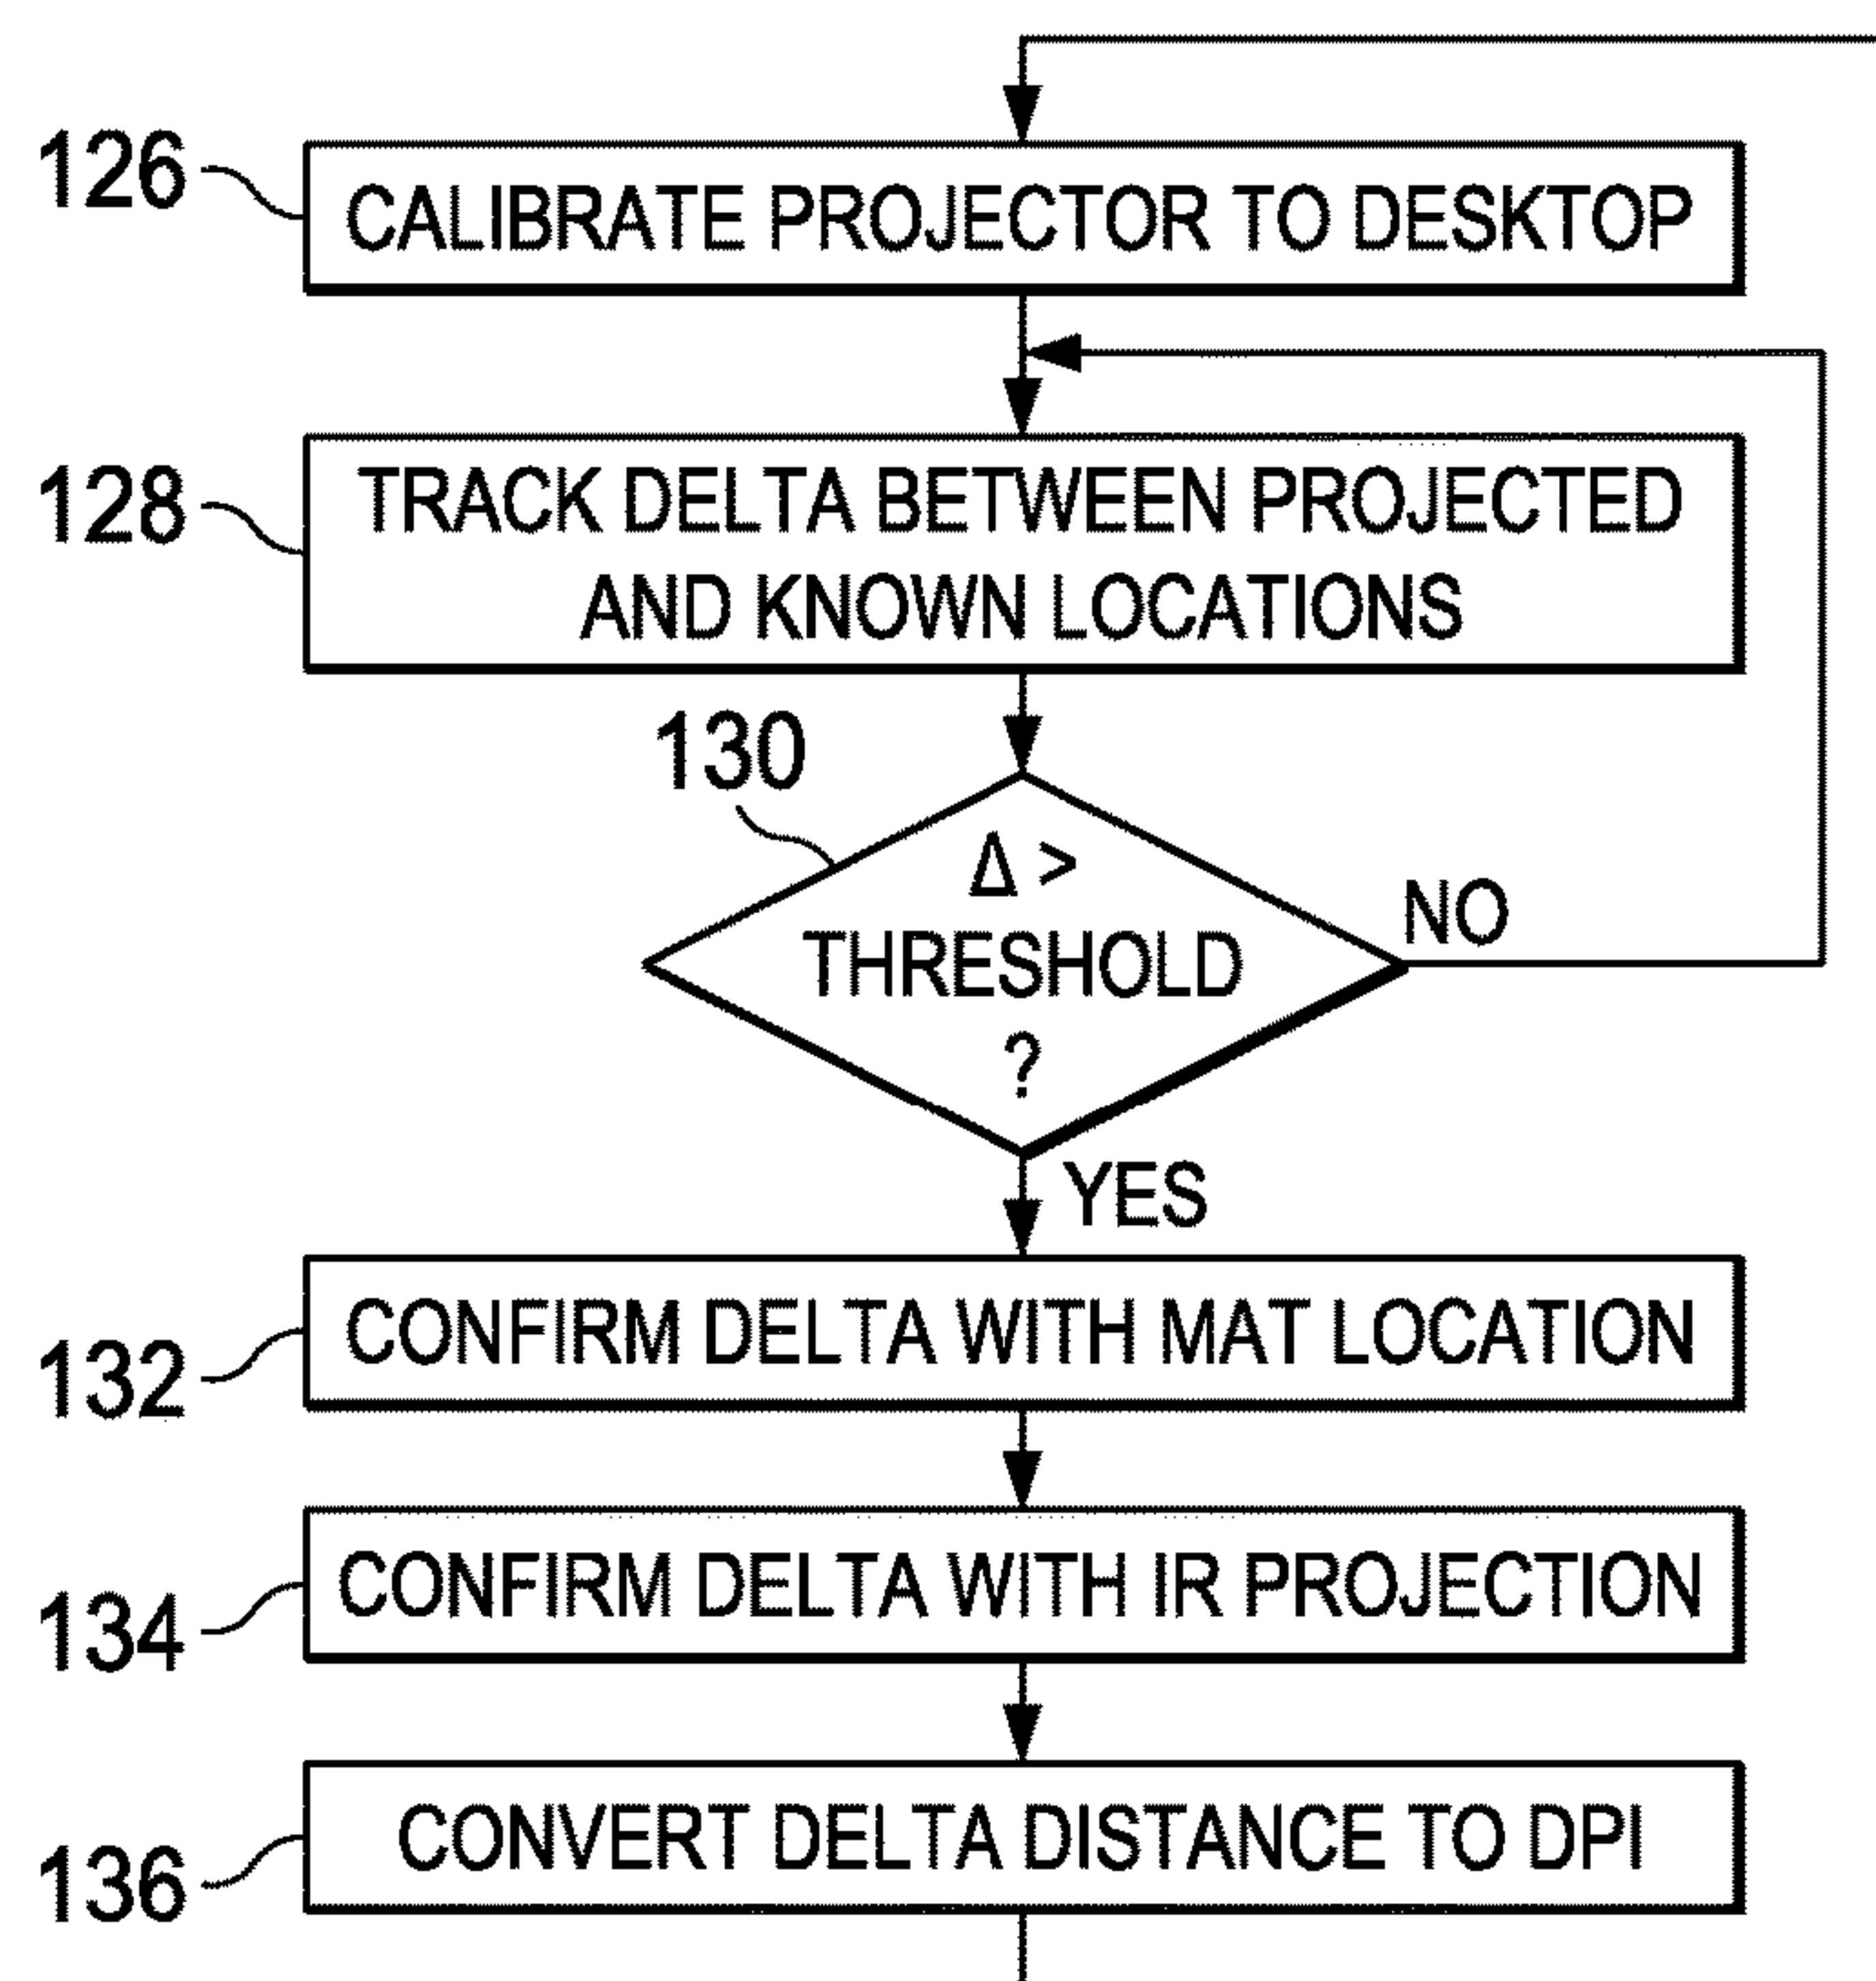 126
CALIBRATE PROJECTOR TO DESKTOP
128
TRACK DELTA BETWEEN PROJECTED
AND KNOWN LOCATIONS
130
Δ >
THRESHOLD
?
NO
YES
132
CONFIRM DELTA WITH MAT LOCATION
134
CONFIRM DELTA WITH IR PROJECTION
136
CONVERT DELTA DISTANCE TO DPI